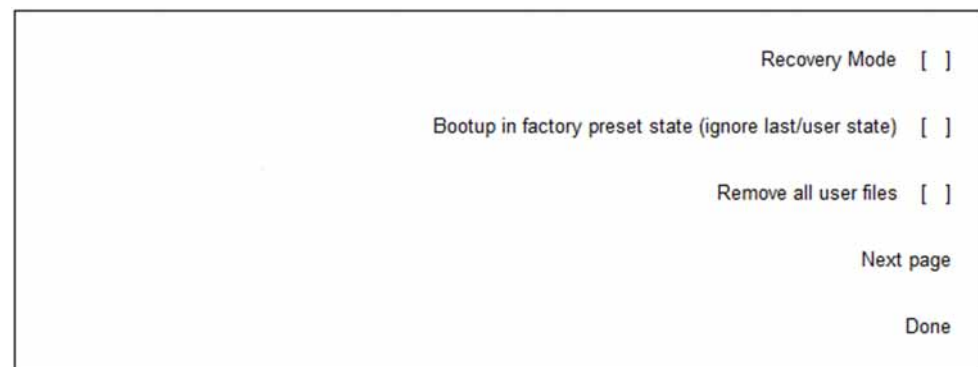 Recovery Mode [ ]
Bootup in factory preset state (ignore last/user state) [ ]
Remove all user files [ ]
Next page
Done